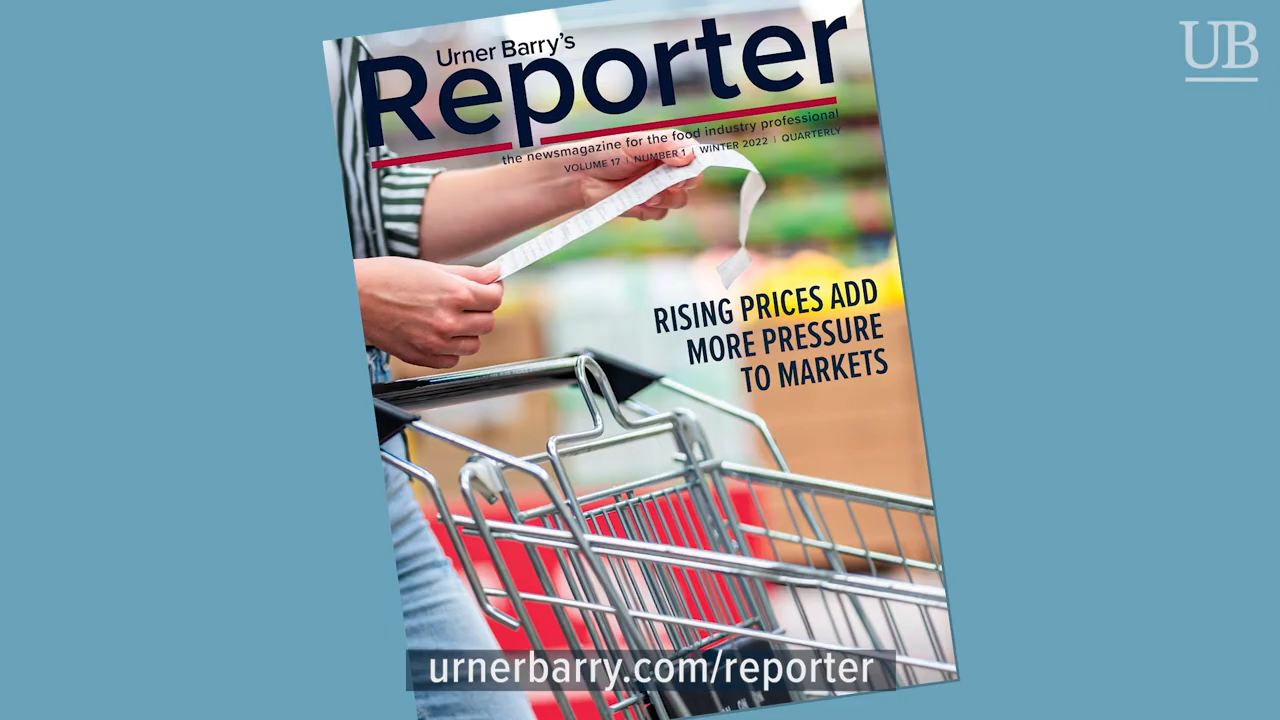 UB
Urner Barry's
Reporter
the newsmagazine for the food industry professional
VOLUME 17 | NUMBER 1 | WINTER 2022 | QUARTERLY
RISING PRICES ADD
MORE PRESSURE
TO MARKETS
urnerbarry.com/reporter